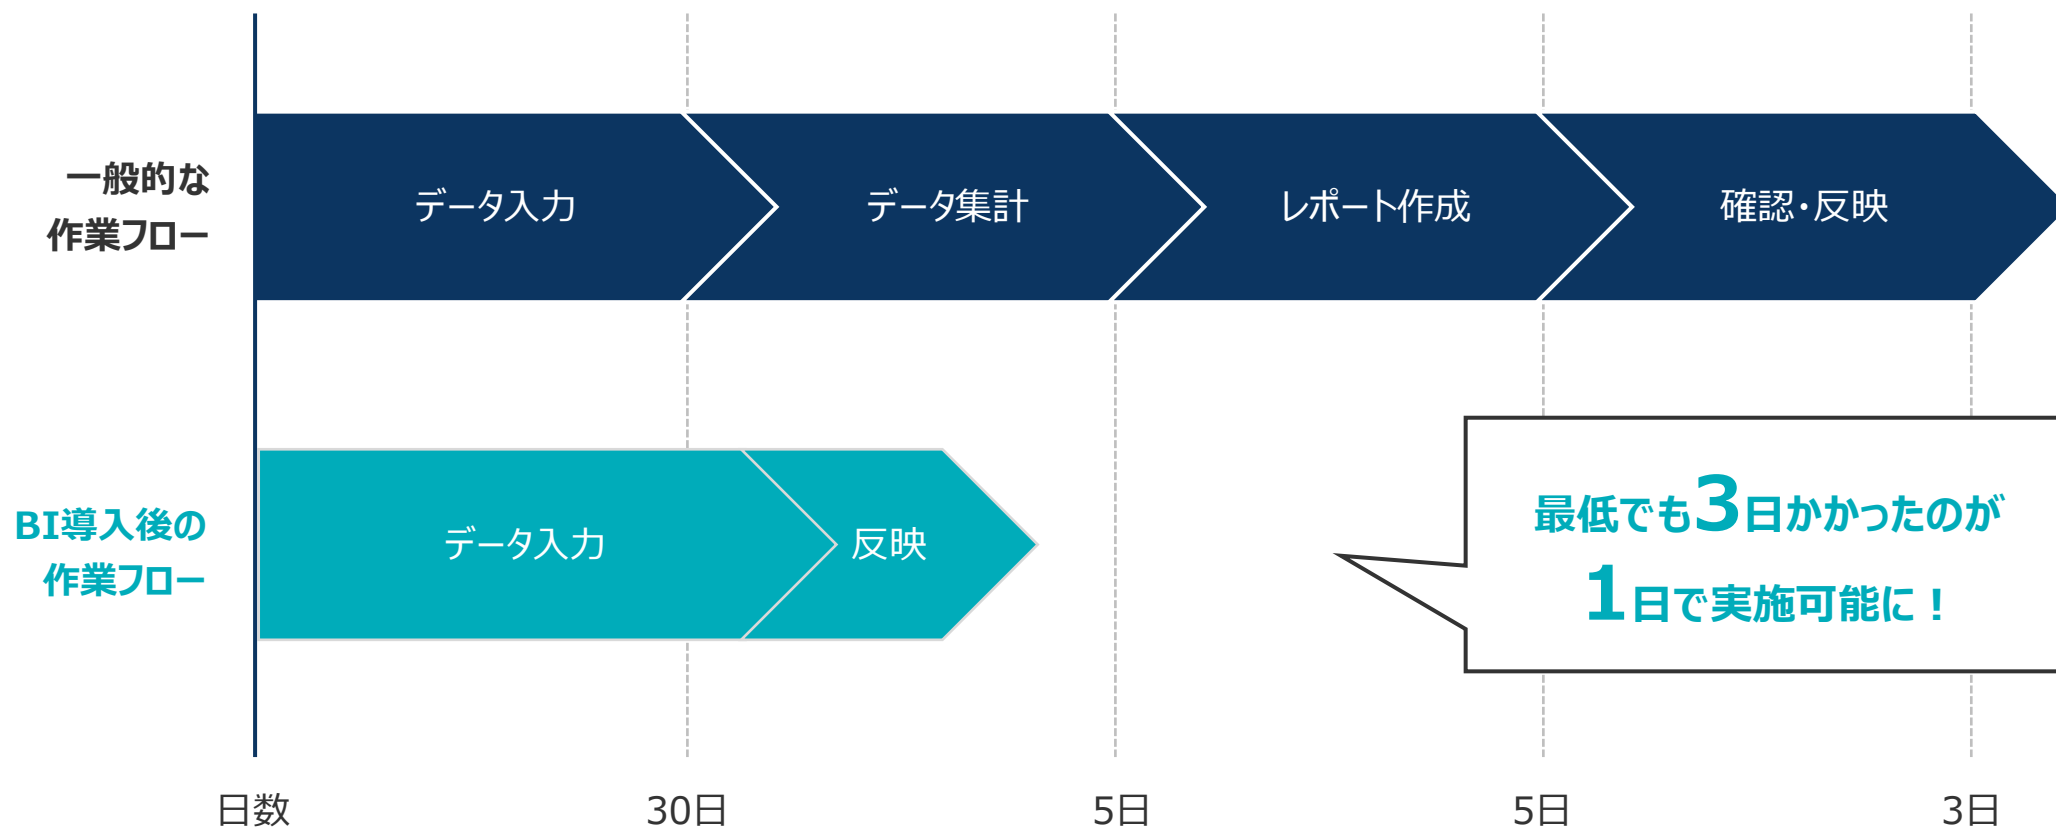 一般的な
作業フロー
データ入力
データ集計
レポート作成
確認・反映
BI導入後の
作業フロー
データ入力
反映
最低でも3日かかったのが
1日で実施可能に！
日数
30日
5日
5日
3日